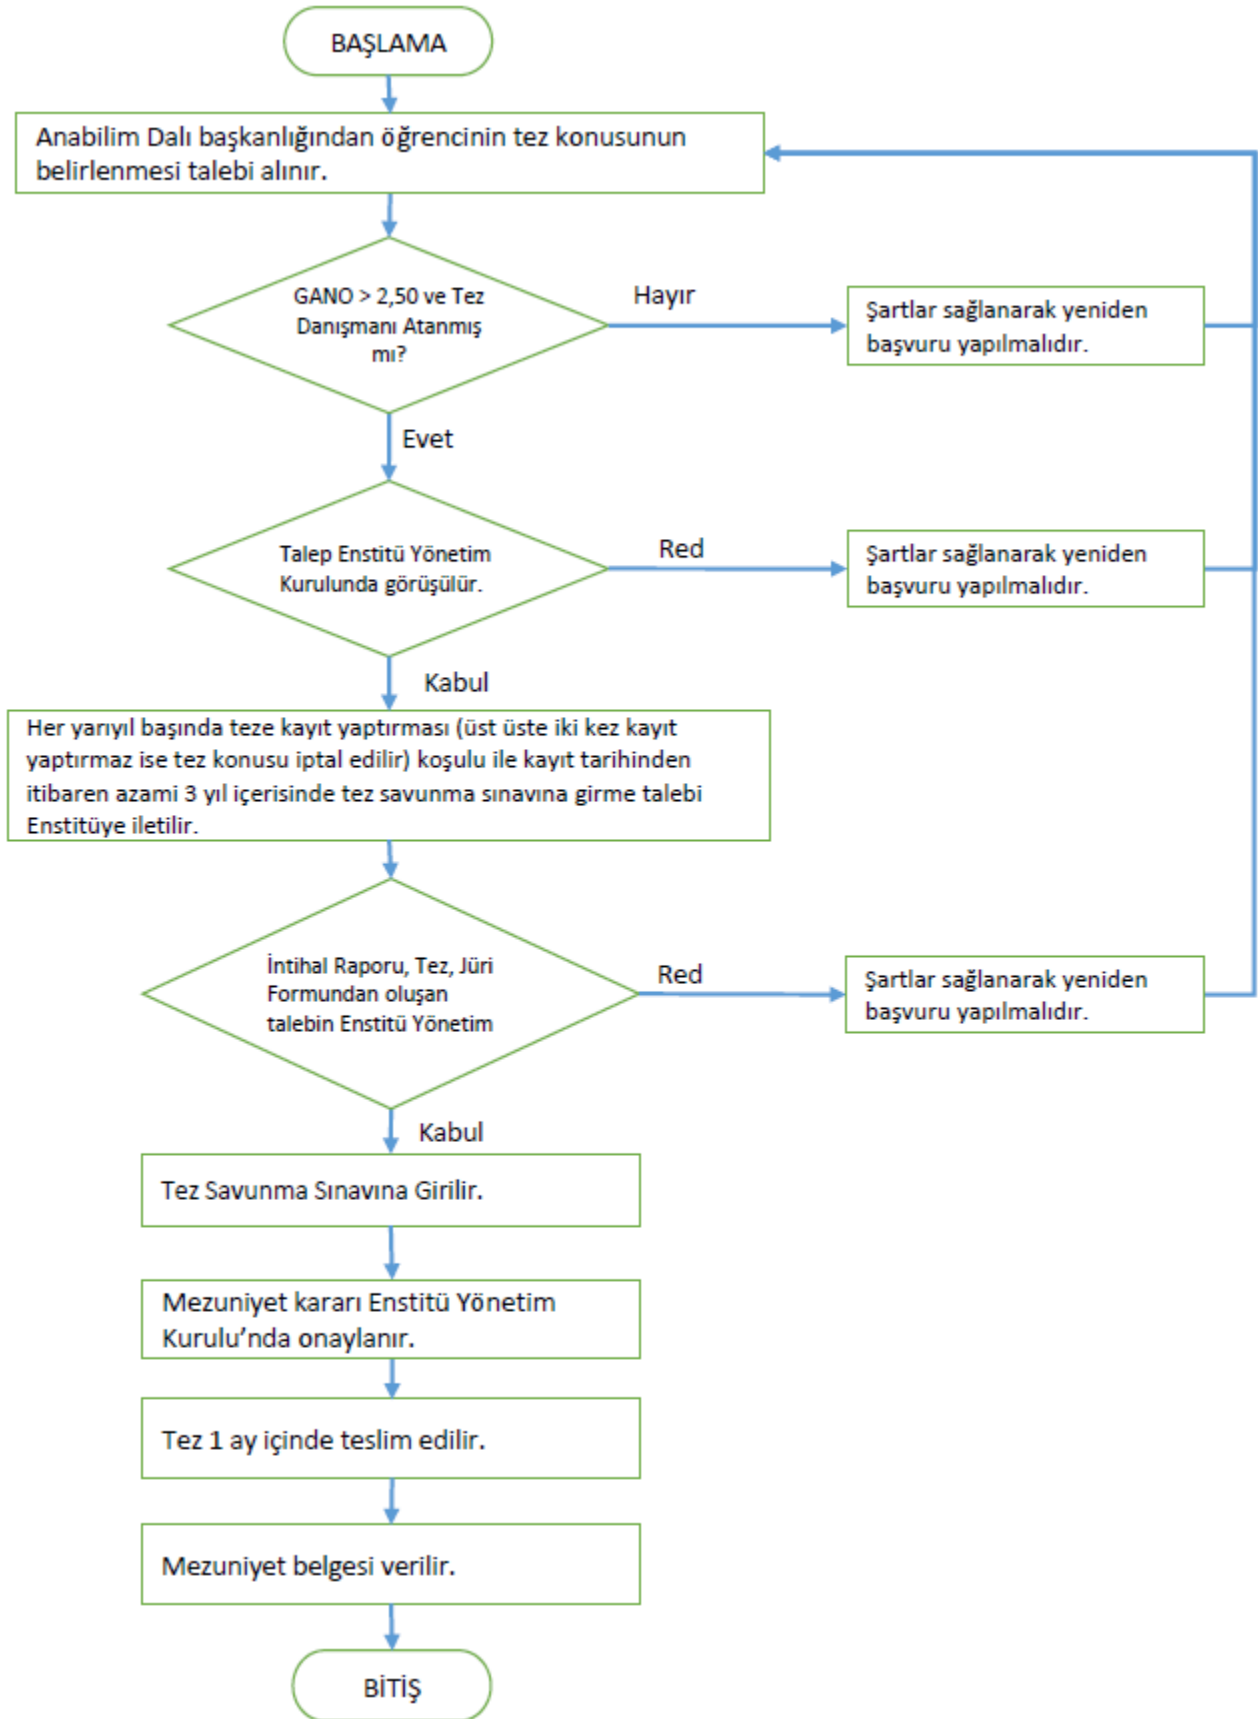 BAŞLAMA
Anabilim Dalı başkanlığından öğrencinin tez konusunun
belirlenmesi talebi alınır.
GANO > 2,50 ve Tez
Danışmanı Atanmış
mı?
Hayır
Şartlar sağlanarak yeniden
başvuru yapılmalıdır.
Evet
Talep Enstitü Yönetim
Kurulunda görüşülür.
Red
Şartlar sağlanarak yeniden
başvuru yapılmalıdır.
Kabul
Her yarıyıl başında teze kayıt yaptırması (üst üste iki kez kayıt
yaptırmaz ise tez konusu iptal edilir) koşulu ile kayıt tarihinden
itibaren azami 3 yıl içerisinde tez savunma sınavına girme talebi
Enstitüye iletilir.
İntihal Raporu, Tez, Jüri
Formundan oluşan
talebin Enstitü Yönetim
Red
Şartlar sağlanarak yeniden
başvuru yapılmalıdır.
Kabul
Tez Savunma Sınavına Girilir.
Mezuniyet kararı Enstitü Yönetim
Kurulu’nda onaylanır.
Tez 1 ay içinde teslim edilir.
Mezuniyet belgesi verilir.
BİTİŞ